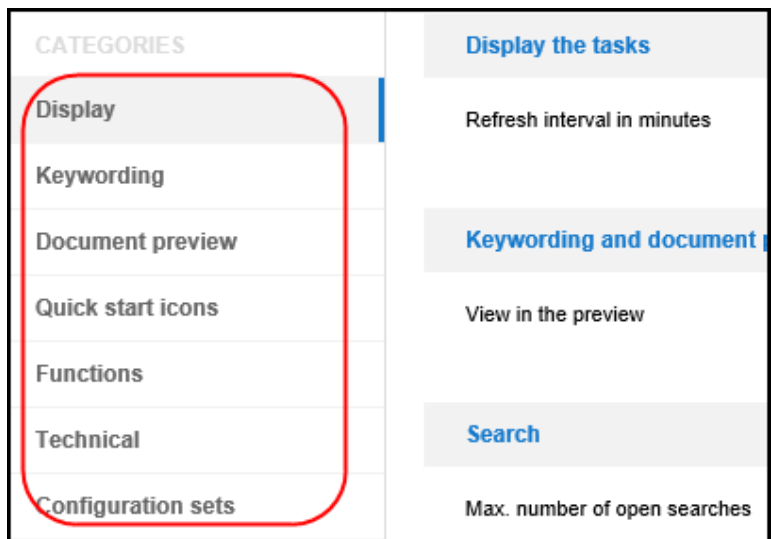 CATEGORIES
Display
Keywording
Document preview
Quick start icons
Functions
Technical
Configuration sets
Display the tasks
Refresh interval in minutes
Keywording and document
View in the preview
Search
Max. number of open searches